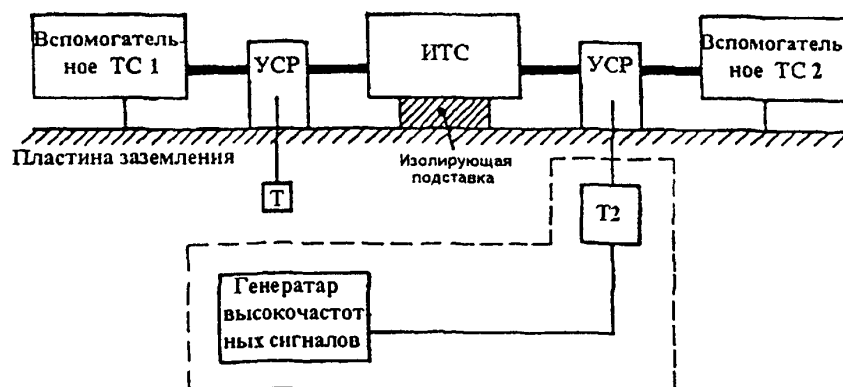 Вспомогатель-
ное ТС 1
УСР
ИТС
УСР
Вспомогатель-
ное ТС 2
Пластина заземления
Изолирующая
подставка
Т
Т2
Генератар
высокочастот
ных сигналов